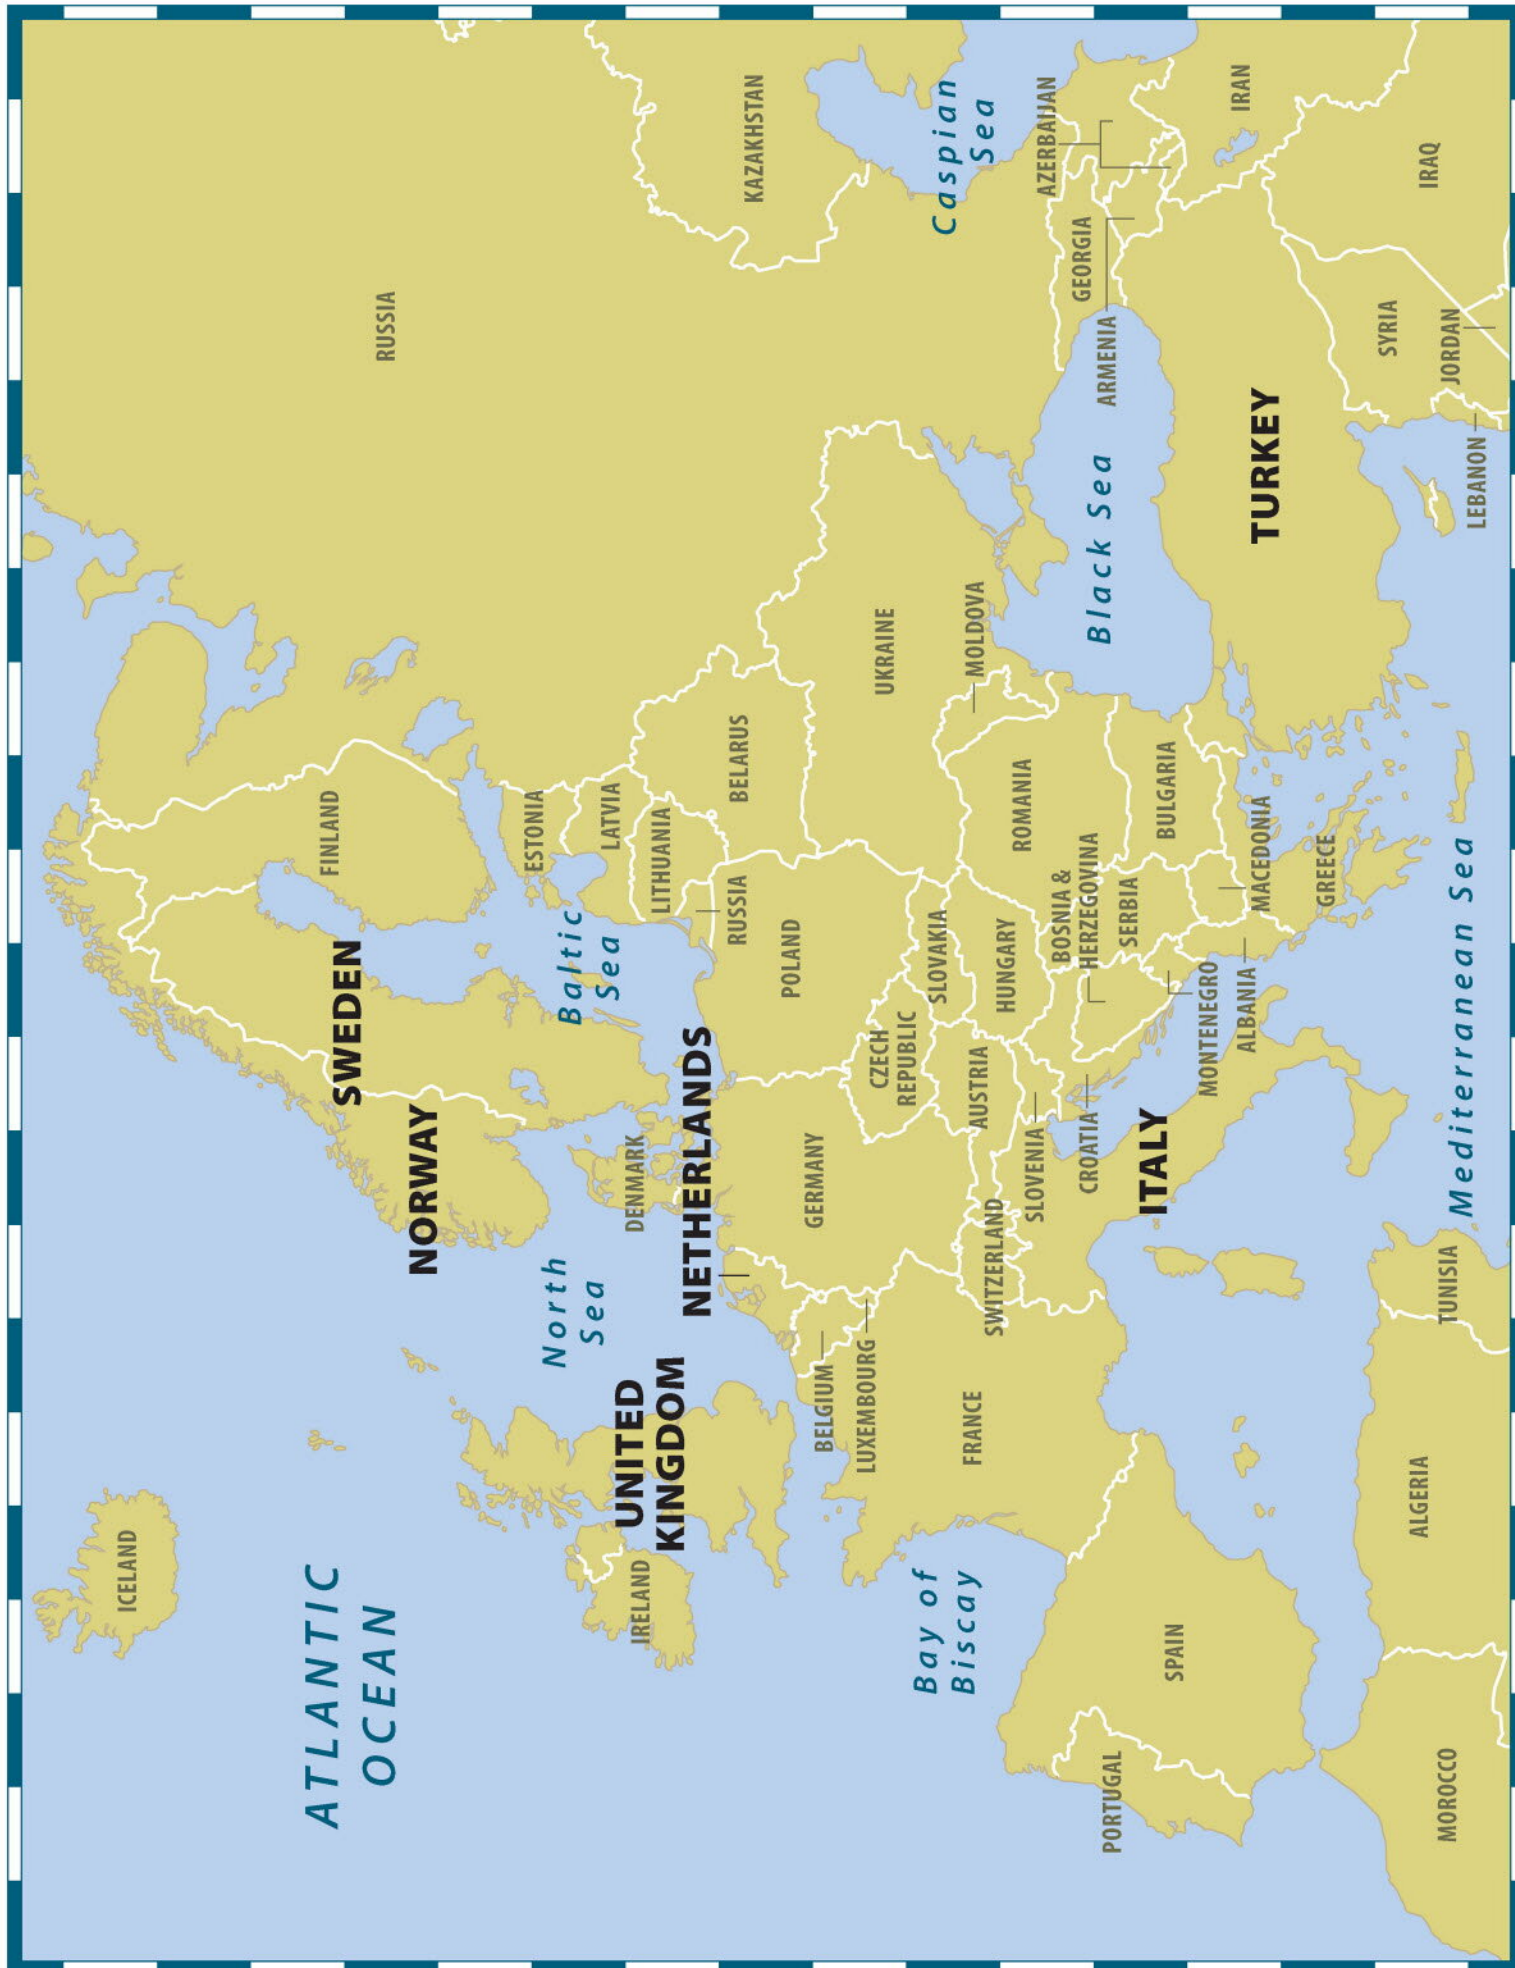 ICELAND
ATLANTIC
OCEAN
SWEDEN
NORWAY
FINLAND
RUSSIA
North
Sea
Baltic
Sea
DENMARK
ESTONIA
LATVIA
LITHUANIA
RUSSIA
BELARUS
UNITED
KINGDOM
IRELAND
NETHERLANDS
BELGIUM
LUXEMBOURG
GERMANY
POLAND
KAZAKHSTAN
CZECH
REPUBLIC
SLOVAKIA
UKRAINE
MOLDOVA
Bay of
Biscay
FRANCE
SWITZERLAND
AUSTRIA
HUNGARY
ROMANIA
SLOVENIA
CROATIA
BOSNIA &
HERZEGOVINA
SERBIA
BULGARIA
Caspian
Sea
Black Sea
GEORGIA
ARMENIA
AZERBAIJAN
PORTUGAL
SPAIN
ITALY
MONTENEGRO
ALBANIA
MACEDONIA
GREECE
TURKEY
IRAN
IRAQ
SYRIA
JORDAN
LEBANON
Mediterranean Sea
MOROCCO
ALGERIA
TUNISIA